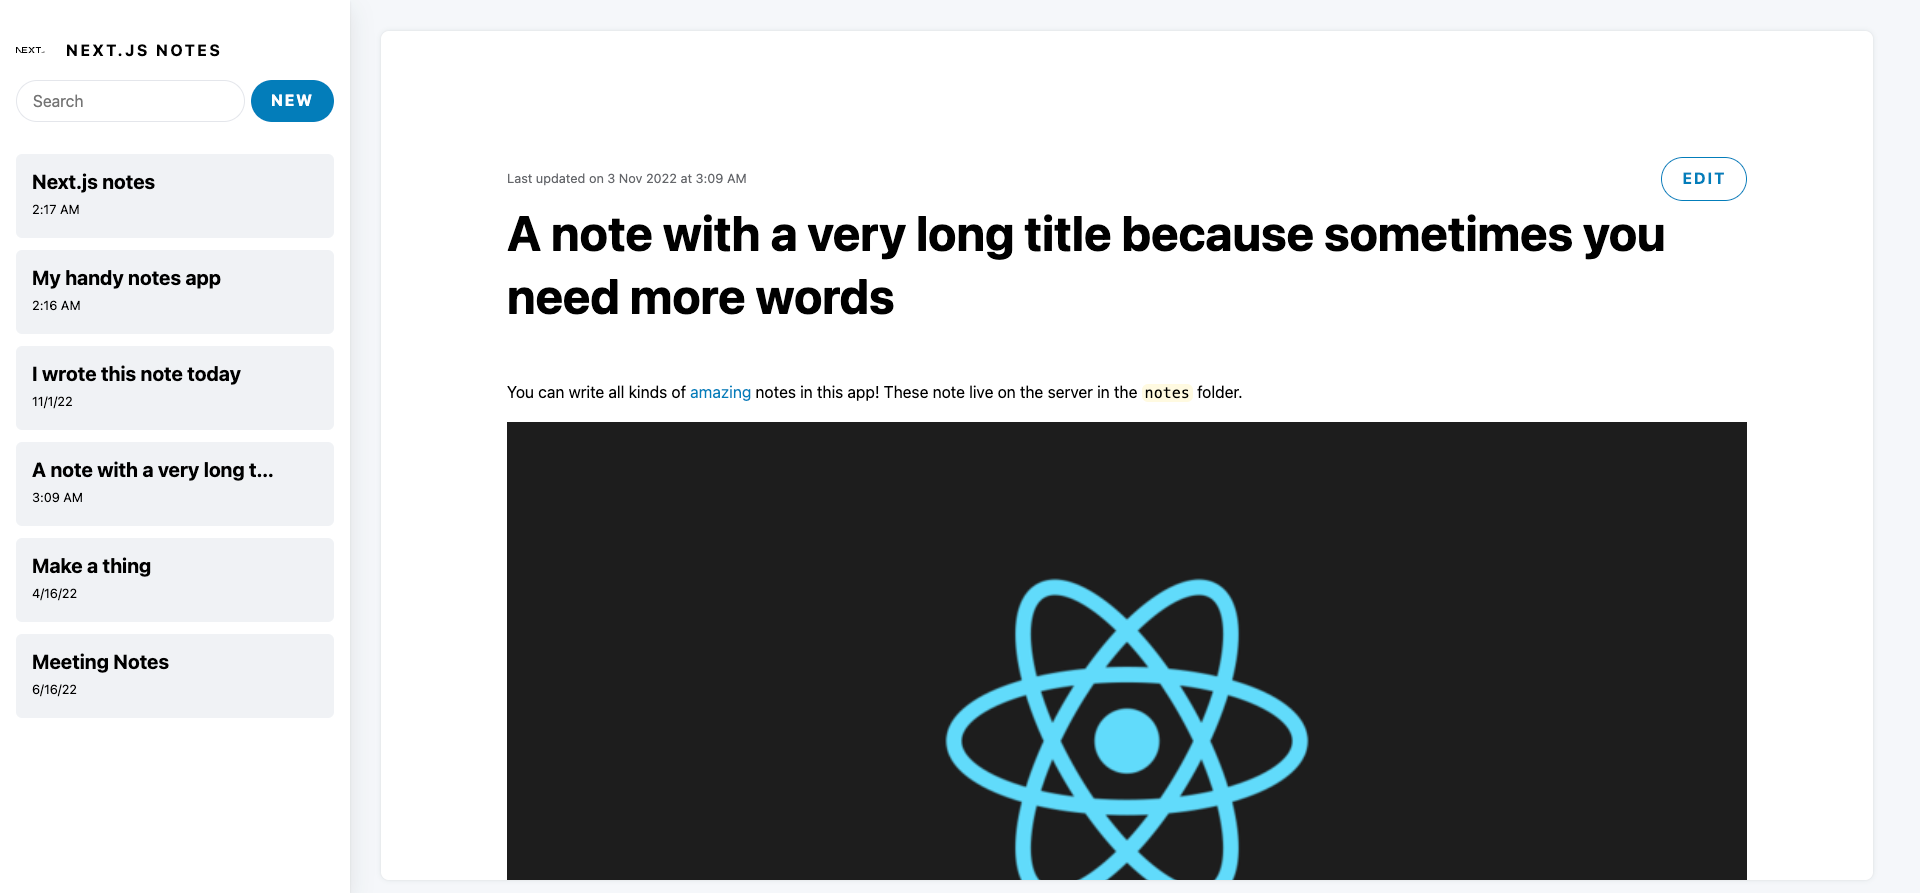 NEXT.JS NOTES
Search
NEW
Next.js notes
2:17 AM
My handy notes app
2:16 AM
I wrote this note today
11/1/22
A note with a very long t...
3:09 AM
Make a thing
4/16/22
Meeting Notes
6/16/22
Last updated on 3 Nov 2022 at 3:09 AM
EDIT
A note with a very long title because sometimes you
need more words
You can write all kinds of amazing notes in this app! These note live on the server in the notes folder.